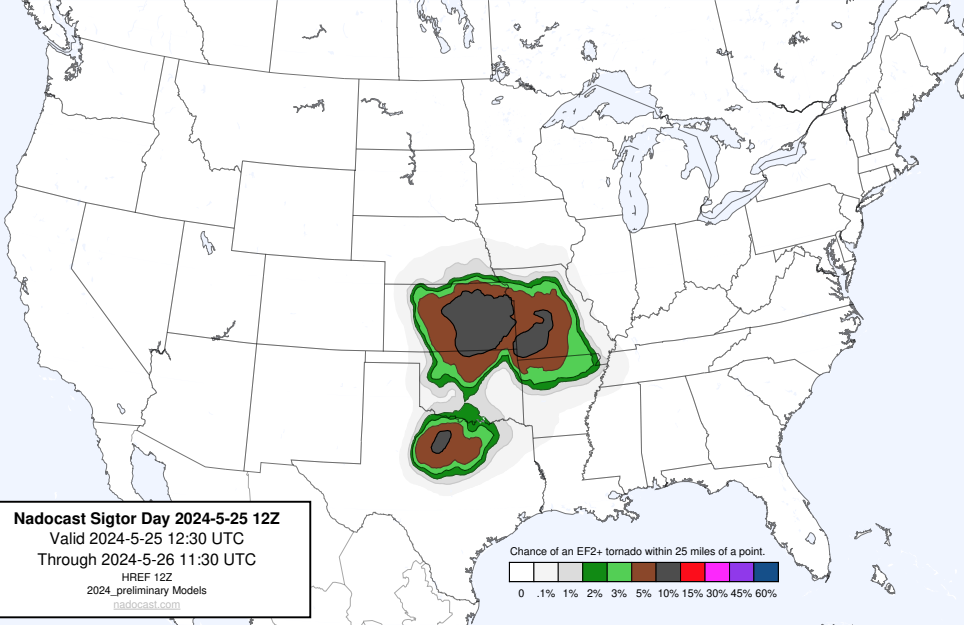 Nadocast Sigtor Day 2024-5-25 12Z
Valid 2024-5-25 12:30 UTC
Through 2024-5-26 11:30 UTC
HREF 12Z
2024_preliminary Models
nadocast.com
Chance of an EF2+ tornado within 25 miles of a point.
0 .1% 1% 2% 3% 5% 10% 15% 30% 45% 60%